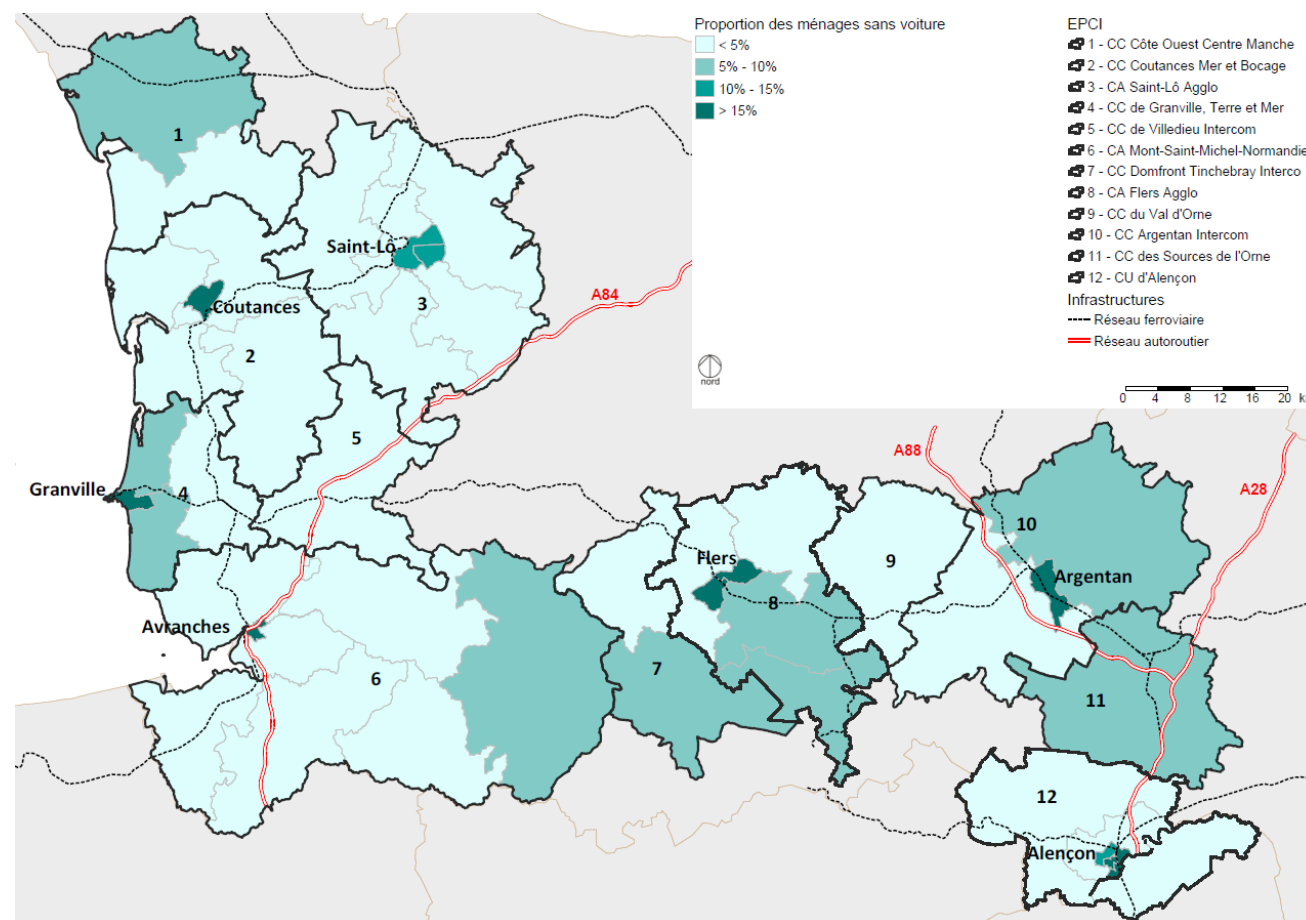 Proportion des ménages sans voiture
< 5%
5% - 10%
10% - 15%
> 15%
EPCI
1 - CC Côte Ouest Centre Manche
2 - CC Coutances Mer et Bocage
3 - CA Saint-Lô Agglo
4 - CC de Granville, Terre et Mer
5 - CC de Villedieu Intercom
6 - CA Mont-Saint-Michel-Normandie
7 - CC Domfront Tinchebray Interco
8 - CA Flers Agglo
9 - CC du Val d'Orne
10 - CC Argentan Intercom
11 - CC des Sources de l'Orne
12 - CU d'Alençon
Infrastructures
Réseau ferroviaire
Réseau autoroutier
nord
0 4 8 12 16 20 k
1
Saint-Lô
A84
Coutances
3
2
5
A88
Granville
4
A28
10
Flers
9
Argentan
8
Avranches
7
6
11
12
Alençon